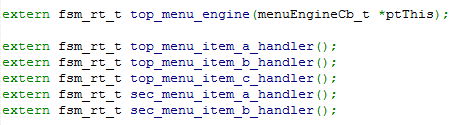 extern fsm_rt_t top_menu_engine(menuEngineCb_t *ptThis);
extern fsm_rt_t top_menu_item_a_handler();
extern fsm_rt_t top_menu_item_b_handler();
extern fsm_rt_t top_menu_item_c_handler();
extern fsm_rt_t sec_menu_item_a_handler();
extern fsm_rt_t sec_menu_item_b_handler();